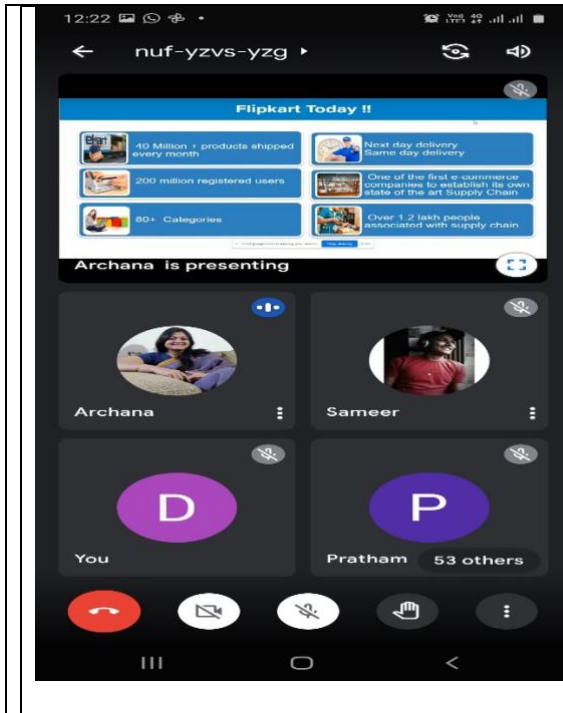 12:22
VoLTE 4G
nuf-yzvs-yzg
Flipkart Today !!
40 Million + products shipped
every month
Next day delivery
Same day delivery
200 million registered users
One of the first e-commerce
companies to establish its own
state of the art Supply Chain
80+ Categories
Over 1.2 lakh people
associated with supply chain
Archana is presenting
Archana
Sameer
D
P
You
Pratham
53 others